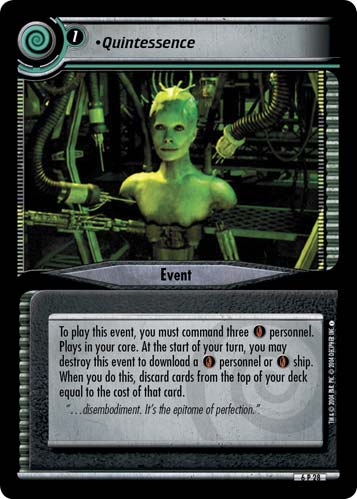 1 •Quintessence
Event
To play this event, you must command three personnel.
Plays in your core. At the start of your turn, you may
destroy this event to download a personnel or ship.
When you do this, discard cards from the top of your deck
equal to the cost of that card.
"…disembodiment. It's the epitome of perfection."
6 P 28